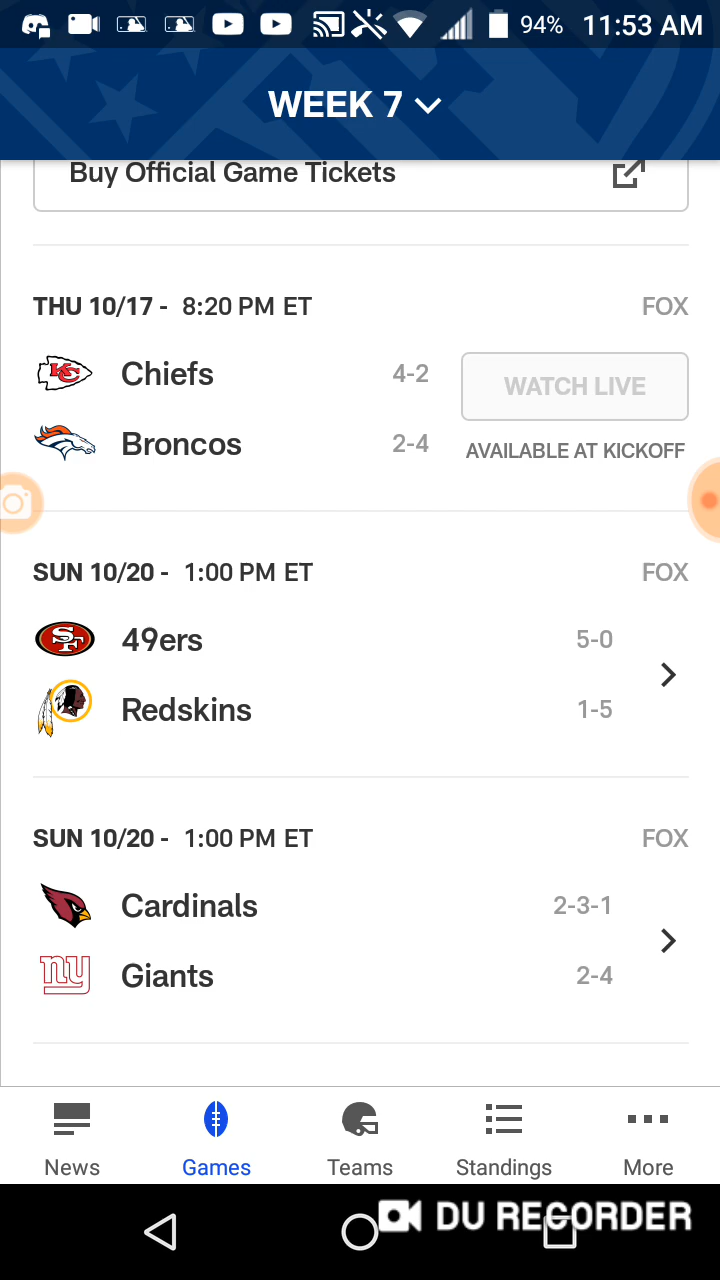 94% 11:53 AM
WEEK 7
Buy Official Game Tickets
THU 10/17 - 8:20 PM ET FOX
KC Chiefs 4-2 WATCH LIVE
Broncos 2-4 AVAILABLE AT KICKOFF
SUN 10/20 - 1:00 PM ET FOX
SF 49ers 5-0
Redskins 1-5
SUN 10/20 - 1:00 PM ET FOX
Cardinals 2-3-1
ny Giants 2-4
News Games Teams Standings More
DU RECORDER